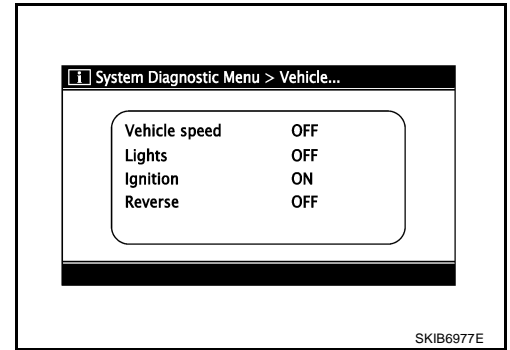 i System Diagnostic Menu > Vehicle...
Vehicle speed OFF
Lights OFF
Ignition ON
Reverse OFF
SKIB6977E